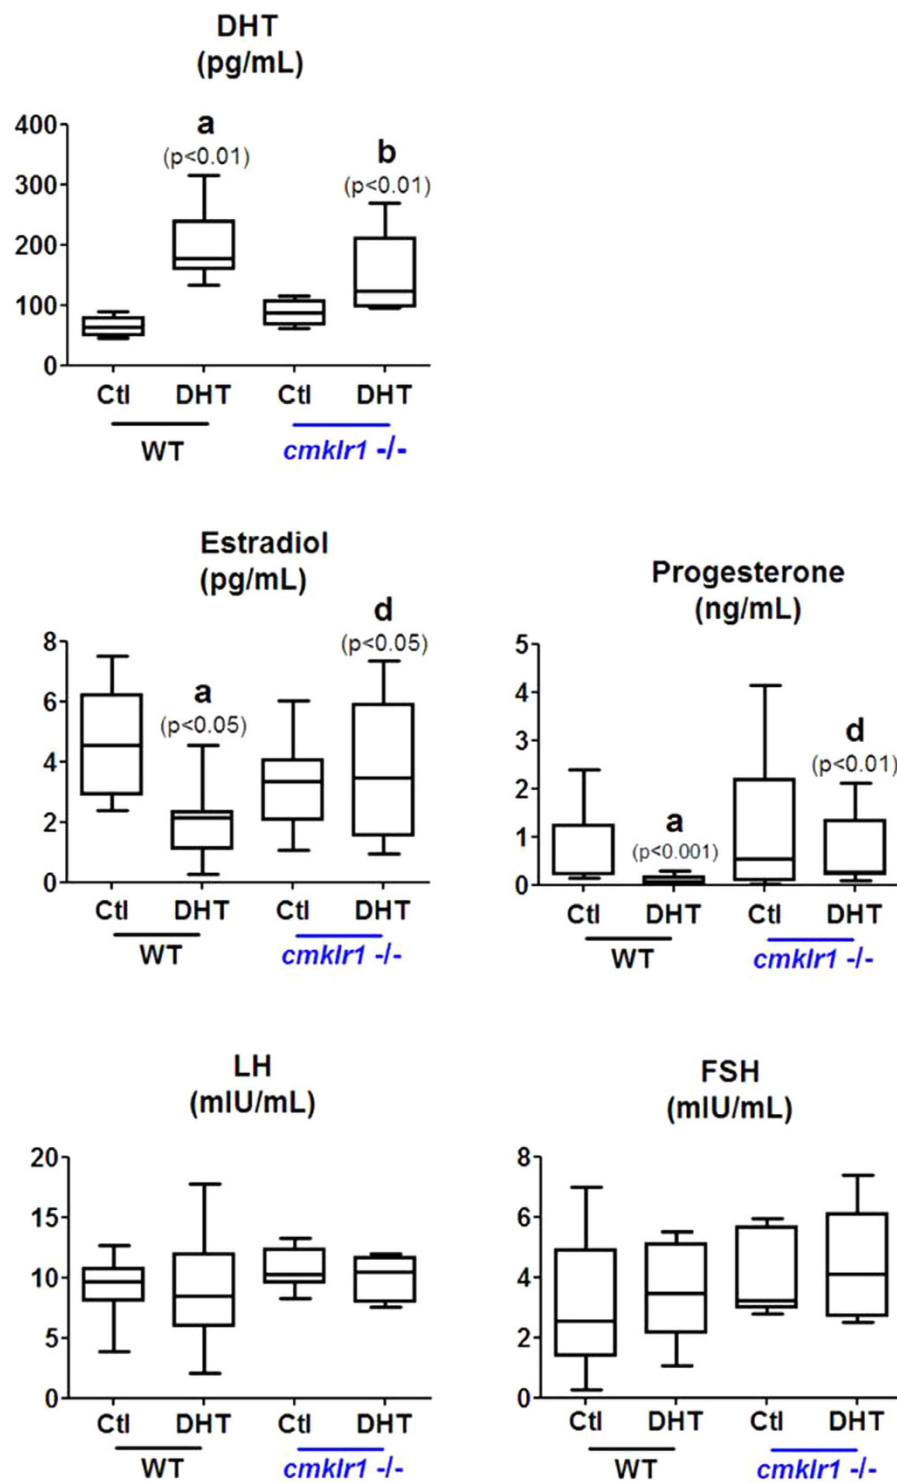 DHT
(pg/mL)
400
300
200
100
0
a
(p<0.01)
b
(p<0.01)
Ctl DHT Ctl DHT
WT cmklr1 -/-
Estradiol
(pg/mL)
8
6
4
2
0
a
(p<0.05)
d
(p<0.05)
Ctl DHT Ctl DHT
WT cmklr1 -/-
Progesterone
(ng/mL)
5
4
3
2
1
0
a
(p<0.001)
d
(p<0.01)
Ctl DHT Ctl DHT
WT cmklr1 -/-
LH
(mIU/mL)
20
15
10
5
0
Ctl DHT Ctl DHT
WT cmklr1 -/-
FSH
(mIU/mL)
8
6
4
2
0
Ctl DHT Ctl DHT
WT cmklr1 -/-